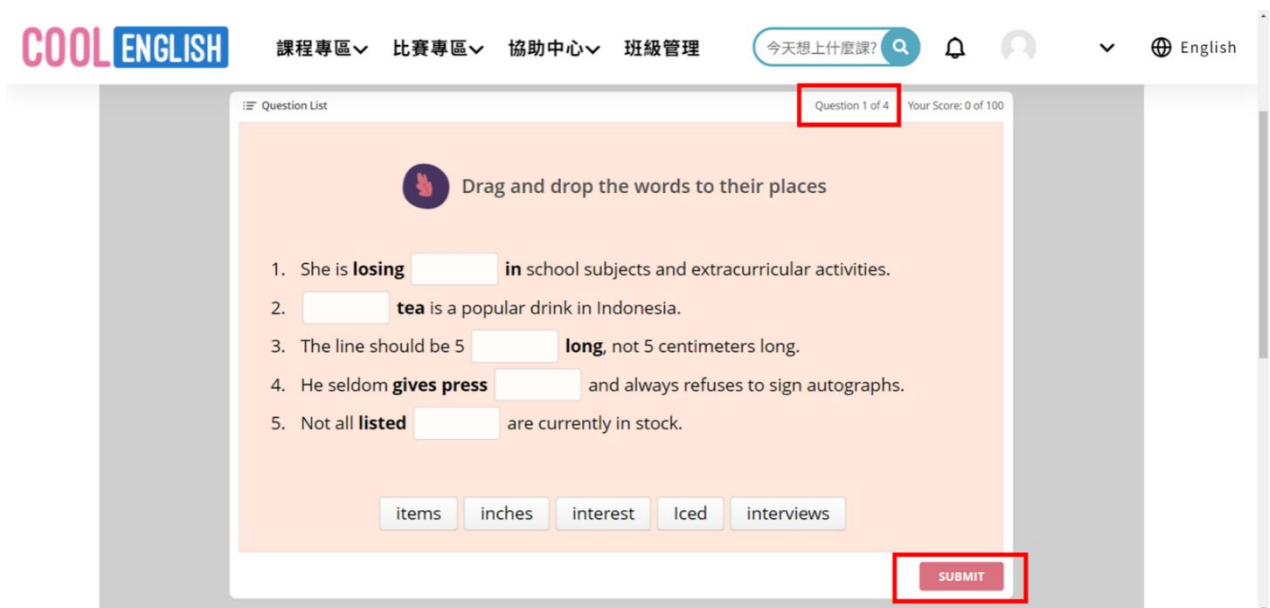 COOL ENGLISH 課程專區 比賽專區 協助中心 班級管理 今天想上什麼課? English
Question List Question 1 of 4 Your Score: 0 of 100
Drag and drop the words to their places
1. She is losing in school subjects and extracurricular activities.
2. tea is a popular drink in Indonesia.
3. The line should be 5 long, not 5 centimeters long.
4. He seldom gives press and always refuses to sign autographs.
5. Not all listed are currently in stock.
items inches interest Iced interviews
SUBMIT